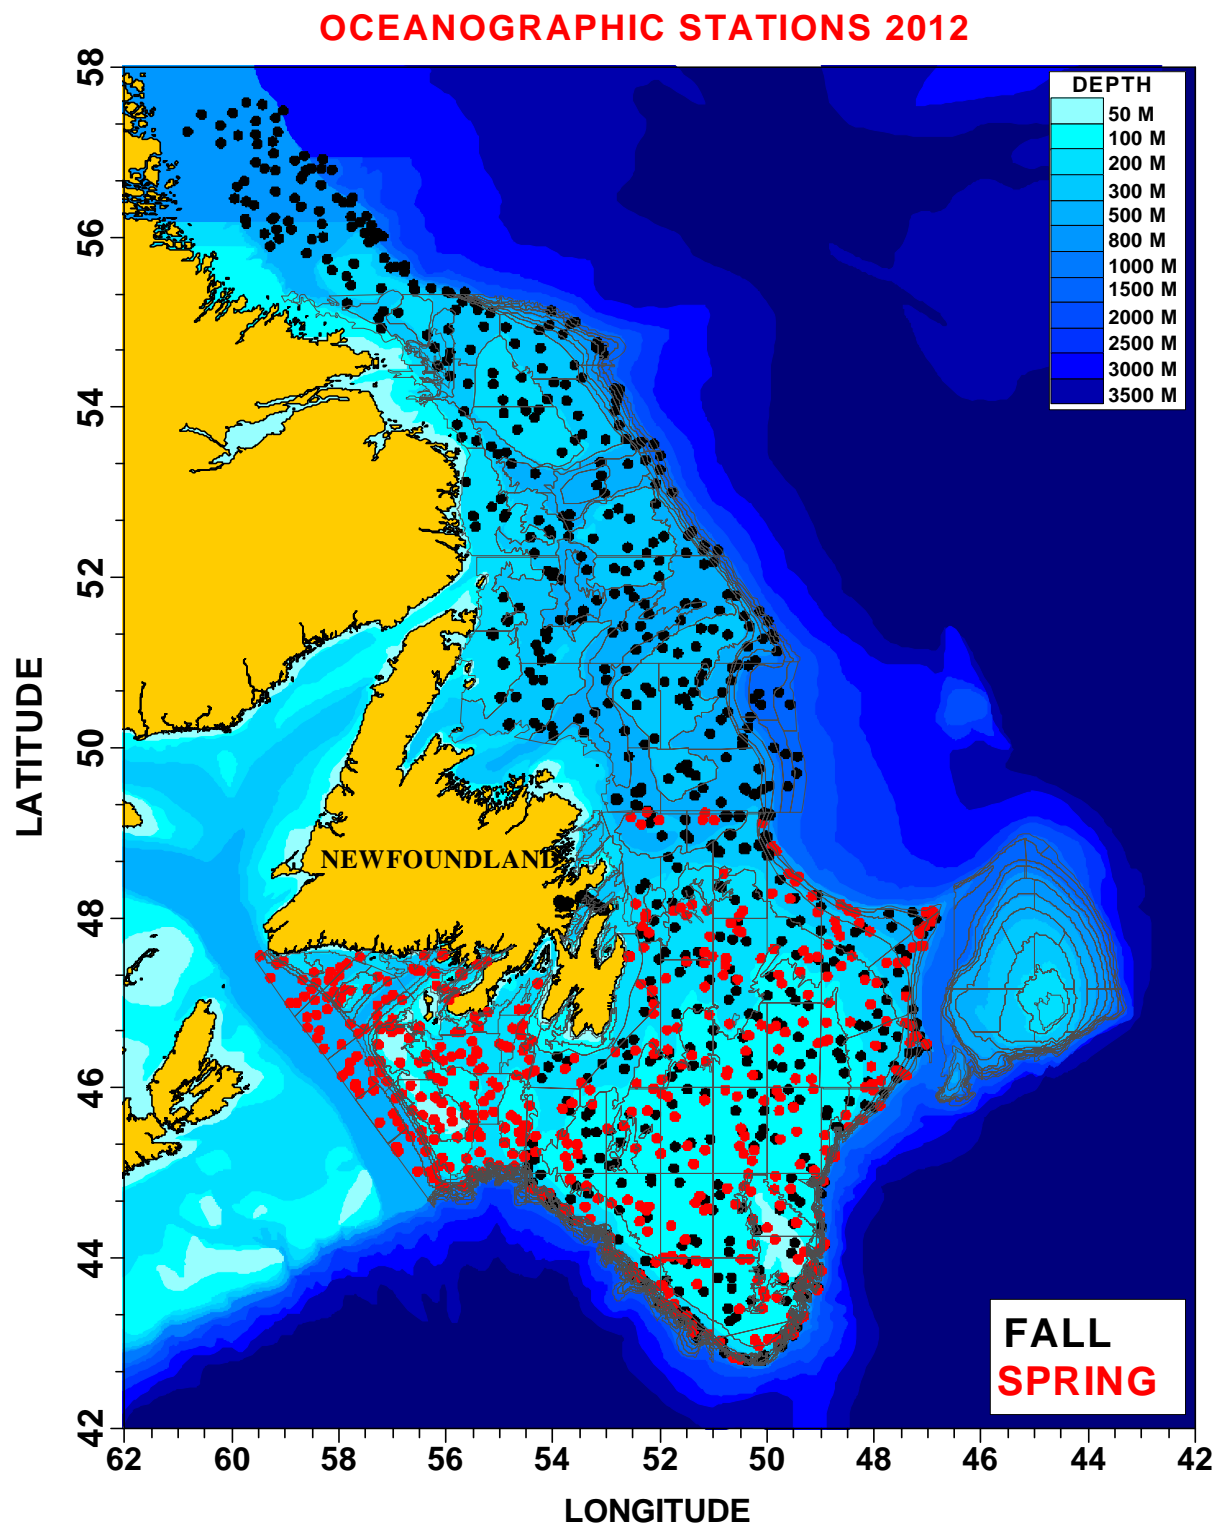 OCEANOGRAPHIC STATIONS 2012
DEPTH
50 M
100 M
200 M
300 M
500 M
800 M
1000 M
1500 M
2000 M
2500 M
3000 M
3500 M
58
56
54
52
50
48
46
44
42
LATITUDE
NEWFOUNDLAND
FALL
SPRING
62 60 58 56 54 52 50 48 46 44 42
LONGITUDE